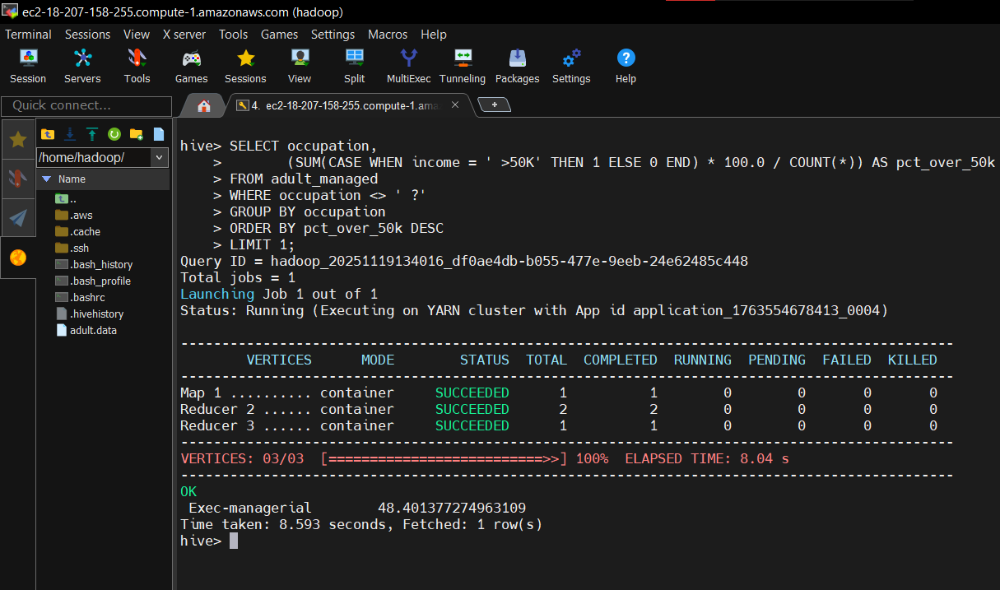 ec2-18-207-158-255.compute-1.amazonaws.com (hadoop)
Terminal Sessions View X server Tools Games Settings Macros Help
Session Servers Tools Games Sessions View Split MultiExec Tunneling Packages Settings Help
Quick connect...
4. ec2-18-207-158-255.compute-1.ama
/home/hadoop/
Name
..
.aws
.cache
.ssh
.bash_history
.bash_profile
.bashrc
.hivehistory
adult.data
hive> SELECT occupation,
    >        (SUM(CASE WHEN income = ' >50K' THEN 1 ELSE 0 END) * 100.0 / COUNT(*)) AS pct_over_50k
    > FROM adult_managed
    > WHERE occupation <> ' ?'
    > GROUP BY occupation
    > ORDER BY pct_over_50k DESC
    > LIMIT 1;
Query ID = hadoop_20251119134016_df0ae4db-b055-477e-9eeb-24e62485c448
Total jobs = 1
Launching Job 1 out of 1
Status: Running (Executing on YARN cluster with App id application_1763554678413_0004)
----------------------------------------------------------------------------------------------
        VERTICES      MODE        STATUS  TOTAL  COMPLETED  RUNNING  PENDING  FAILED  KILLED
----------------------------------------------------------------------------------------------
Map 1 .......... container     SUCCEEDED      1          1        0        0       0       0
Reducer 2 ...... container     SUCCEEDED      2          2        0        0       0       0
Reducer 3 ...... container     SUCCEEDED      1          1        0        0       0       0
----------------------------------------------------------------------------------------------
VERTICES: 03/03  [==========================>>] 100%  ELAPSED TIME: 8.04 s
----------------------------------------------------------------------------------------------
OK
 Exec-managerial        48.401377274963109
Time taken: 8.593 seconds, Fetched: 1 row(s)
hive>